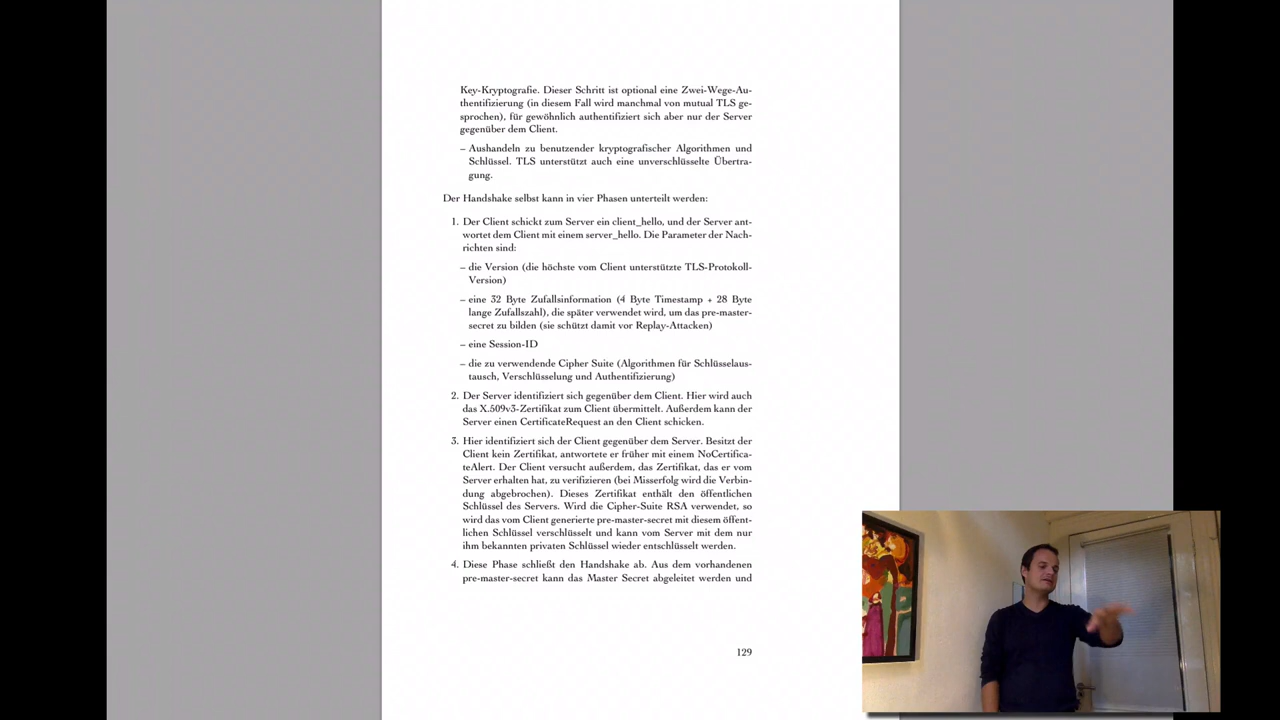 Key-Kryptografie. Dieser Schritt ist optional eine Zwei-Wege-Au-
thentifizierung (in diesem Fall wird manchmal von mutual TLS ge-
sprochen), für gewöhnlich authentifiziert sich aber nur der Server
gegenüber dem Client.
– Aushandeln zu benutzender kryptografischer Algorithmen und
Schlüssel. TLS unterstützt auch eine unverschlüsselte Übertra-
gung.
Der Handshake selbst kann in vier Phasen unterteilt werden:
1. Der Client schickt zum Server ein client_hello, und der Server ant-
wortet dem Client mit einem server_hello. Die Parameter der Nach-
richten sind:
– die Version (die höchste vom Client unterstützte TLS-Protokoll-
Version)
– eine 32 Byte Zufallsinformation (4 Byte Timestamp + 28 Byte
lange Zufallszahl), die später verwendet wird, um das pre-master-
secret zu bilden (sie schützt damit vor Replay-Attacken)
– eine Session-ID
– die zu verwendende Cipher Suite (Algorithmen für Schlüsselaus-
tausch, Verschlüsselung und Authentifizierung)
2. Der Server identifiziert sich gegenüber dem Client. Hier wird auch
das X.509v3-Zertifikat zum Client übermittelt. Außerdem kann der
Server einen CertificateRequest an den Client schicken.
3. Hier identifiziert sich der Client gegenüber dem Server. Besitzt der
Client kein Zertifikat, antwortete er früher mit einem NoCertifica-
teAlert. Der Client versucht außerdem, das Zertifikat, das er vom
Server erhalten hat, zu verifizieren (bei Misserfolg wird die Verbin-
dung abgebrochen). Dieses Zertifikat enthält den öffentlichen
Schlüssel des Servers. Wird die Cipher-Suite RSA verwendet, so
wird das vom Client generierte pre-master-secret mit diesem öffent-
lichen Schlüssel verschlüsselt und kann vom Server mit dem nur
ihm bekannten privaten Schlüssel wieder entschlüsselt werden.
4. Diese Phase schließt den Handshake ab. Aus dem vorhandenen
pre-master-secret kann das Master Secret abgeleitet werden und
129